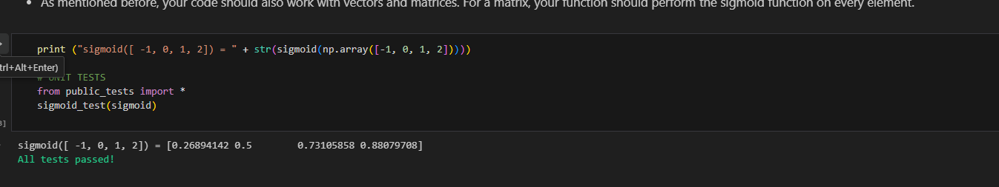 • As mentioned before, your code should also work with vectors and matrices. For a matrix, your function should perform the sigmoid function on every element.
print ("sigmoid([ -1, 0, 1, 2]) = " + str(sigmoid(np.array([-1, 0, 1, 2]))))
trl+Alt+Enter)
# UNIT TESTS
from public_tests import *
sigmoid_test(sigmoid)
3]
sigmoid([ -1, 0, 1, 2]) = [0.26894142 0.5        0.73105858 0.88079708]
All tests passed!